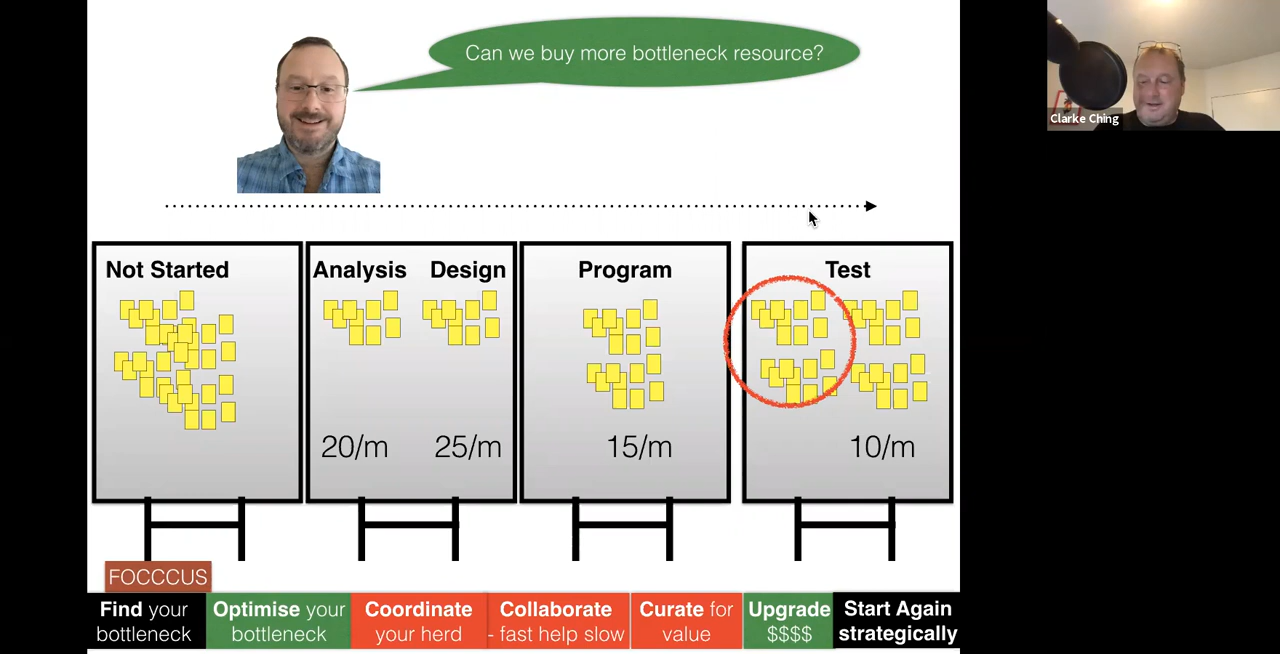 Can we buy more bottleneck resource?
Clarke Ching
Not Started
Analysis Design
Program
Test
20/m 25/m
15/m
10/m
FOCCCUS
Find your
bottleneck
Optimise your
bottleneck
Coordinate
your herd
Collaborate
- fast help slow
Curate for
value
Upgrade
$$$$
Start Again
strategically